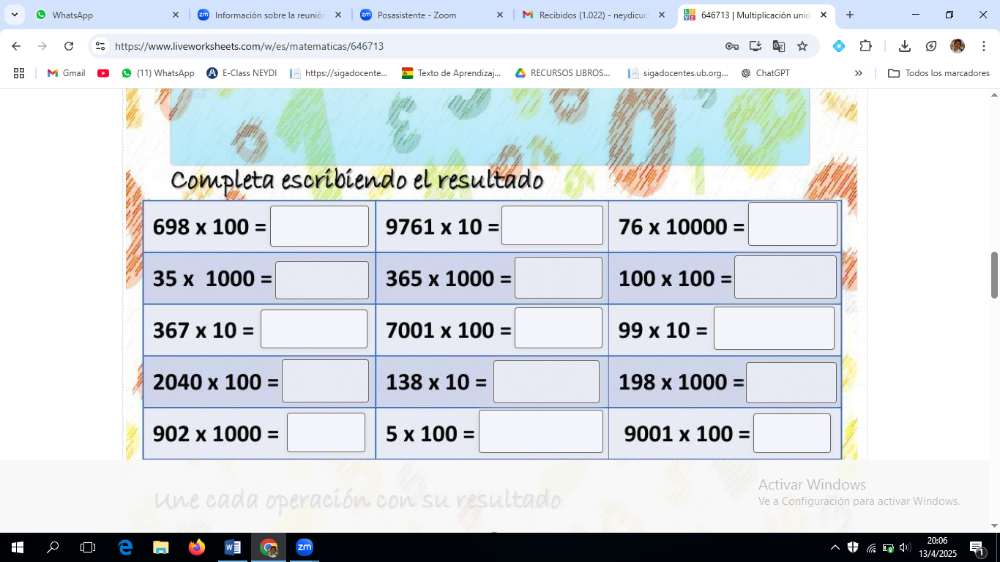 WhatsApp
Información sobre la reunión
Posasistente - Zoom
Recibidos (1.022) - neydicuc
646713 | Multiplicación unid
https://www.liveworksheets.com/w/es/matematicas/646713
Gmail
(11) WhatsApp
E-Class NEYDI
https://sigadocente...
Texto de Aprendizaj...
RECURSOS LIBROS...
sigadocentes.ub.org...
ChatGPT
»
Todos los marcadores
Completa escribiendo el resultado
698 x 100 =
9761 x 10 =
76 x 10000 =
35 x 1000 =
365 x 1000 =
100 x 100 =
367 x 10 =
7001 x 100 =
99 x 10 =
2040 x 100 =
138 x 10 =
198 x 1000 =
902 x 1000 =
5 x 100 =
9001 x 100 =
Une cada operación con su resultado
Activar Windows
Ve a Configuración para activar Windows.
20:06
13/4/2025
1